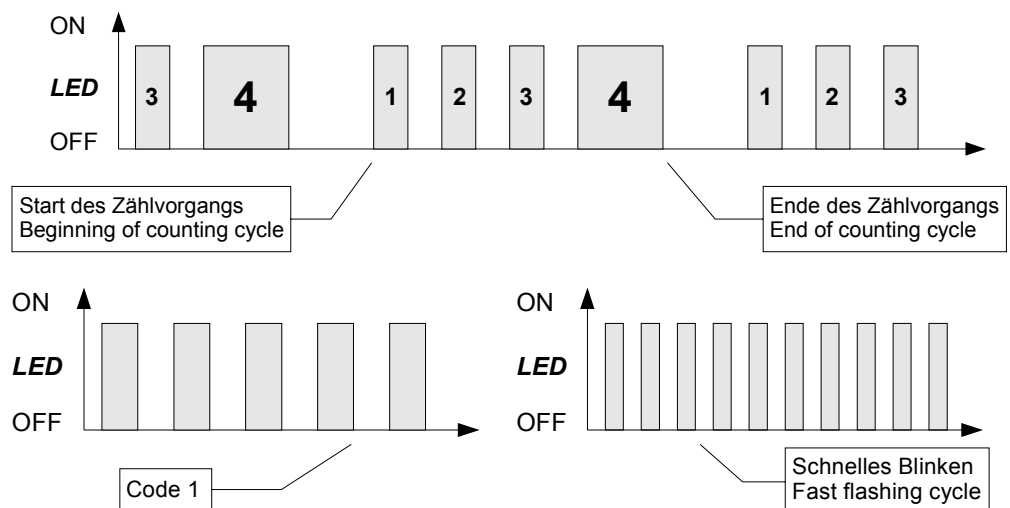 ON
LED
OFF
3 4 1 2 3 4 1 2 3
Start des Zählvorgangs
Beginning of counting cycle
Ende des Zählvorgangs
End of counting cycle
ON
LED
OFF
Code 1
ON
LED
OFF
Schnelles Blinken
Fast flashing cycle